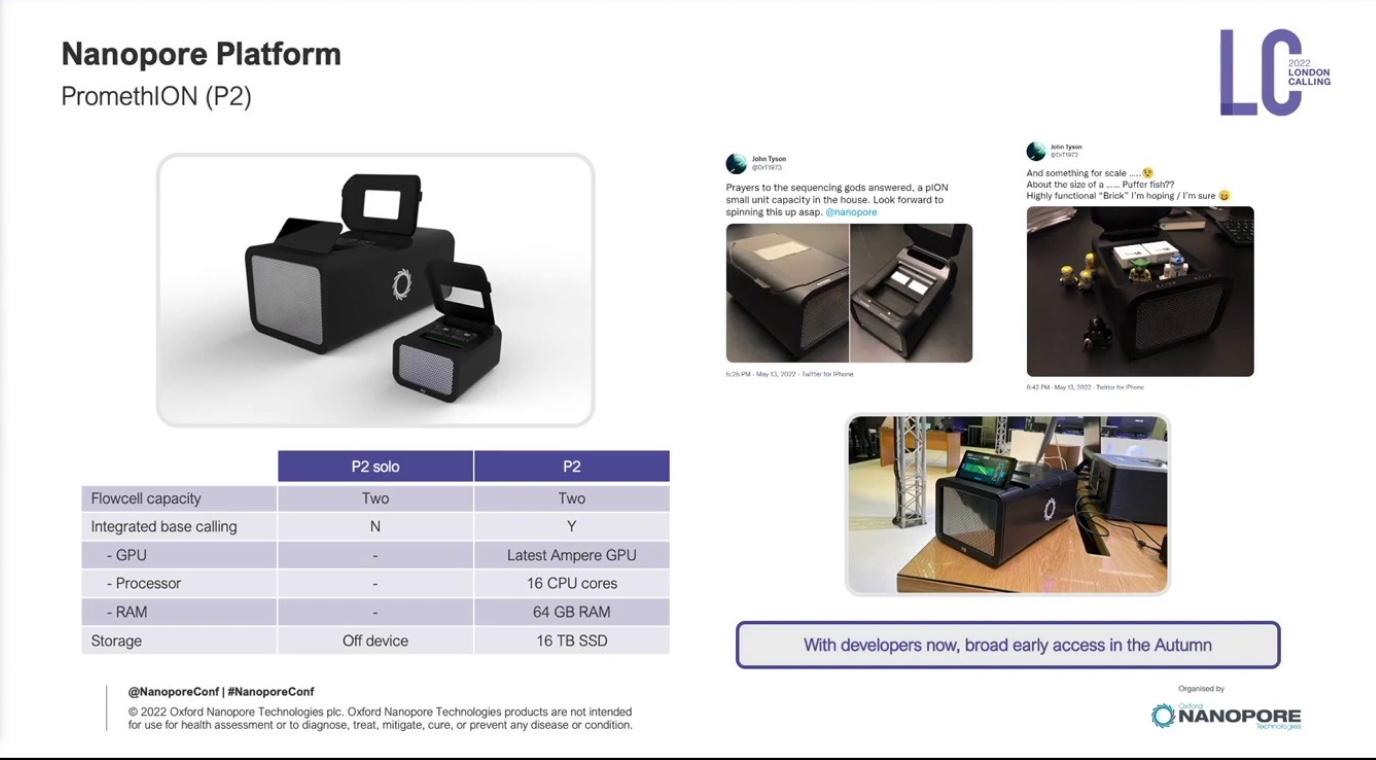 Nanopore Platform
PromethION (P2)
LC
2022
LONDON
CALLING
John Tyson
@DrT1973
Prayers to the sequencing gods answered, a pION
small unit capacity in the house. Look forward to
spinning this up asap. @nanopore
5:25 PM · May 13, 2022 · Twitter for iPhone
John Tyson
@DrT1973
And something for scale .....
About the size of a ..... Puffer fish??
Highly functional "Brick" I'm hoping / I'm sure
5:42 PM · May 13, 2022 · Twitter for iPhone
P2 solo P2
Flowcell capacity Two Two
Integrated base calling N Y
- GPU - Latest Ampere GPU
- Processor - 16 CPU cores
- RAM - 64 GB RAM
Storage Off device 16 TB SSD
With developers now, broad early access in the Autumn
@NanoporeConf | #NanoporeConf
© 2022 Oxford Nanopore Technologies plc. Oxford Nanopore Technologies products are not intended
for use for health assessment or to diagnose, treat, mitigate, cure, or prevent any disease or condition.
Organised by
Oxford
NANOPORE
Technologies